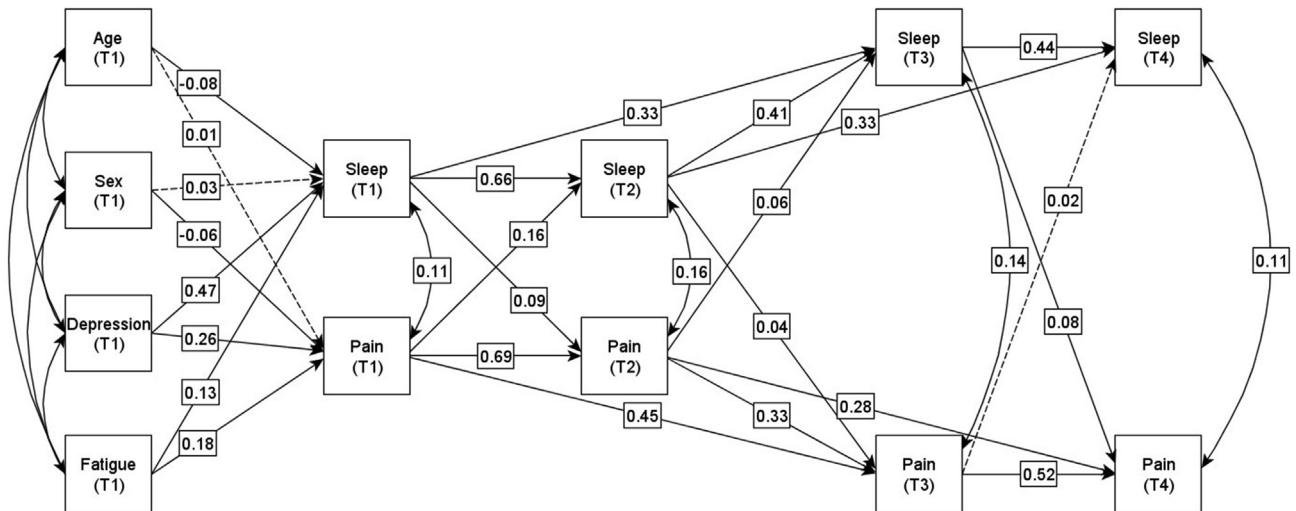 Age
(T1)
Sex
(T1)
Depression
(T1)
Fatigue
(T1)
-0.08
0.01
0.03
-0.06
0.47
0.26
0.13
0.18
Sleep
(T1)
Pain
(T1)
0.11
0.33
0.66
0.16
0.09
0.69
0.45
Sleep
(T2)
Pain
(T2)
0.16
0.41
0.33
0.06
0.04
0.33
0.28
Sleep
(T3)
Pain
(T3)
0.14
0.44
0.02
0.08
0.52
Sleep
(T4)
Pain
(T4)
0.11